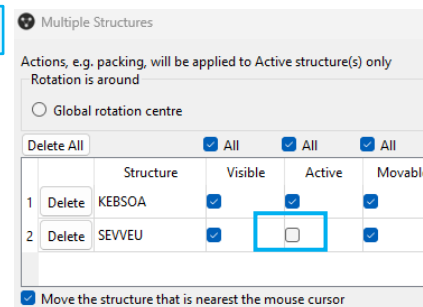 Multiple Structures
Actions, e.g. packing, will be applied to Active structure(s) only
Rotation is around
Global rotation centre
Delete All All All All
Structure Visible Active Movable
1 Delete KEBSOA
2 Delete SEVVEU
Move the structure that is nearest the mouse cursor